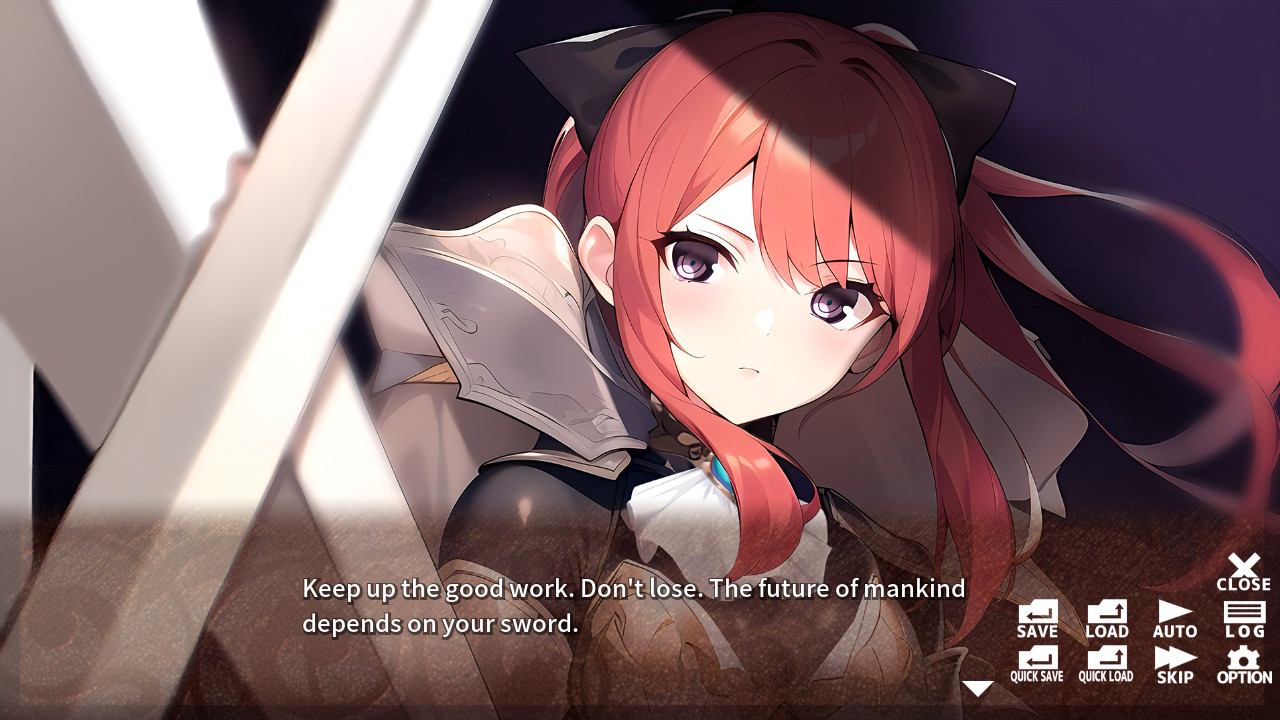 Keep up the good work. Don't lose. The future of mankind
depends on your sword.
CLOSE
SAVE LOAD AUTO LOG
QUICK SAVE QUICK LOAD SKIP OPTION